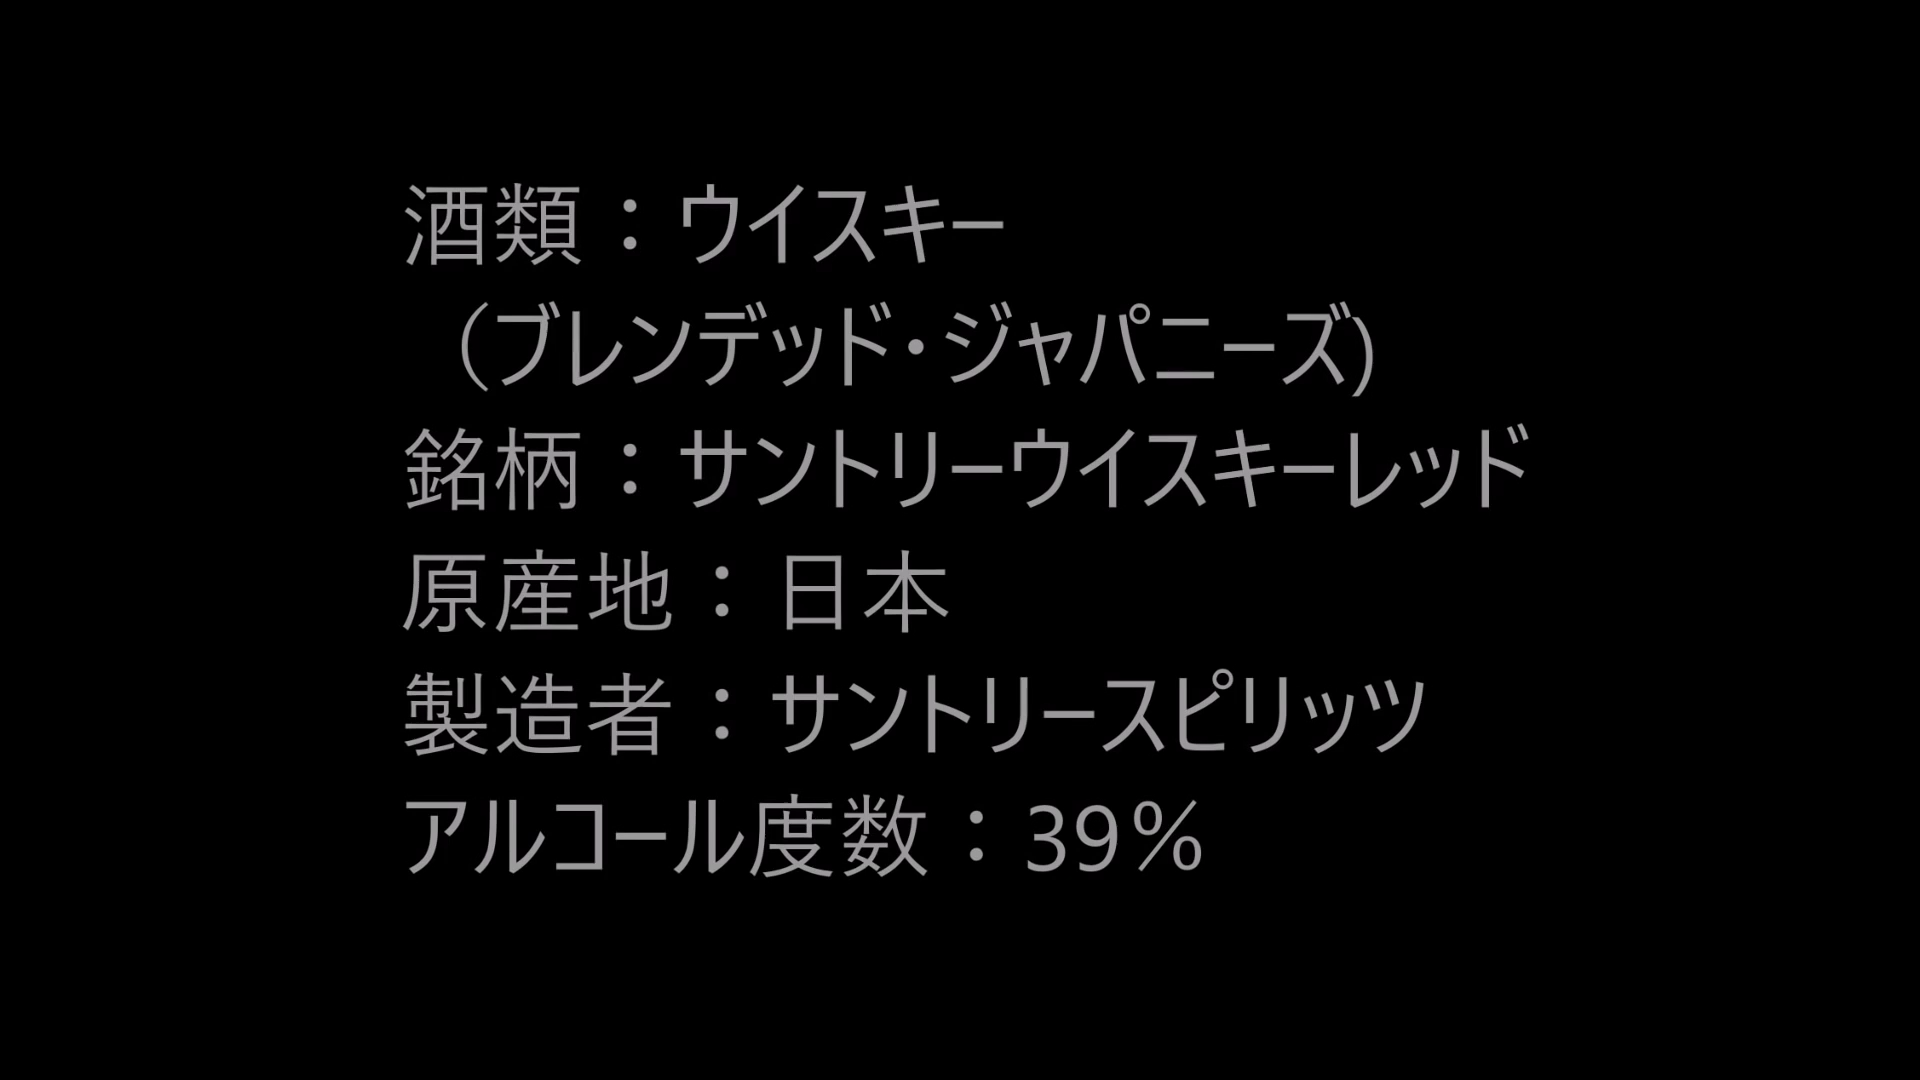 酒類：ウイスキー
（ブレンデッド・ジャパニーズ)
銘柄：サントリーウイスキーレッド
原産地：日本
製造者：サントリースピリッツ
アルコール度数：39％